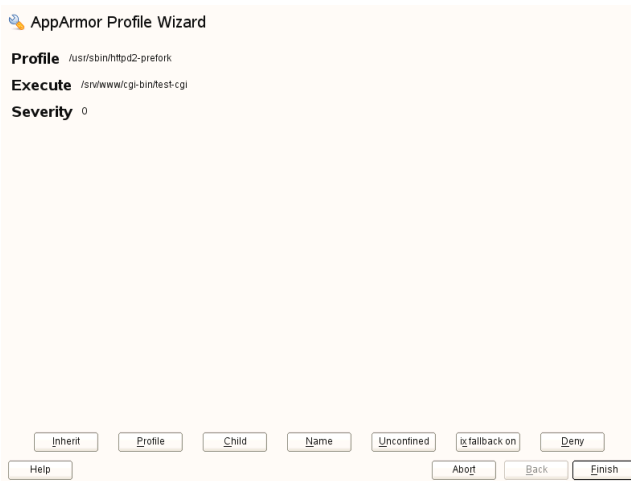 AppArmor Profile Wizard
Profile /usr/sbin/httpd2-prefork
Execute /srv/www/cgi-bin/test-cgi
Severity 0
Inherit Profile Child Name Unconfined ix fallback on Deny
Help Abort Back Finish